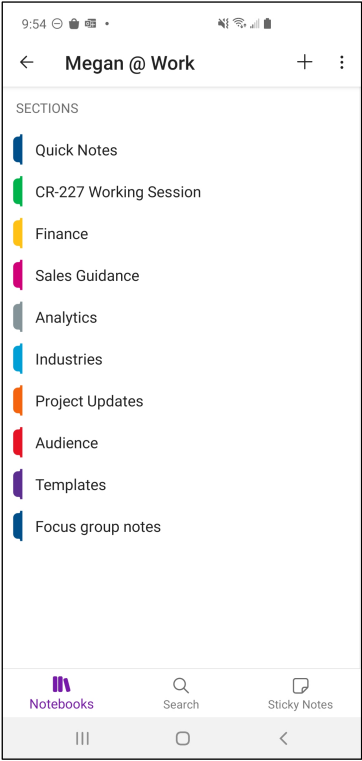 9:54
Megan @ Work
SECTIONS
Quick Notes
CR-227 Working Session
Finance
Sales Guidance
Analytics
Industries
Project Updates
Audience
Templates
Focus group notes
Notebooks
Search
Sticky Notes